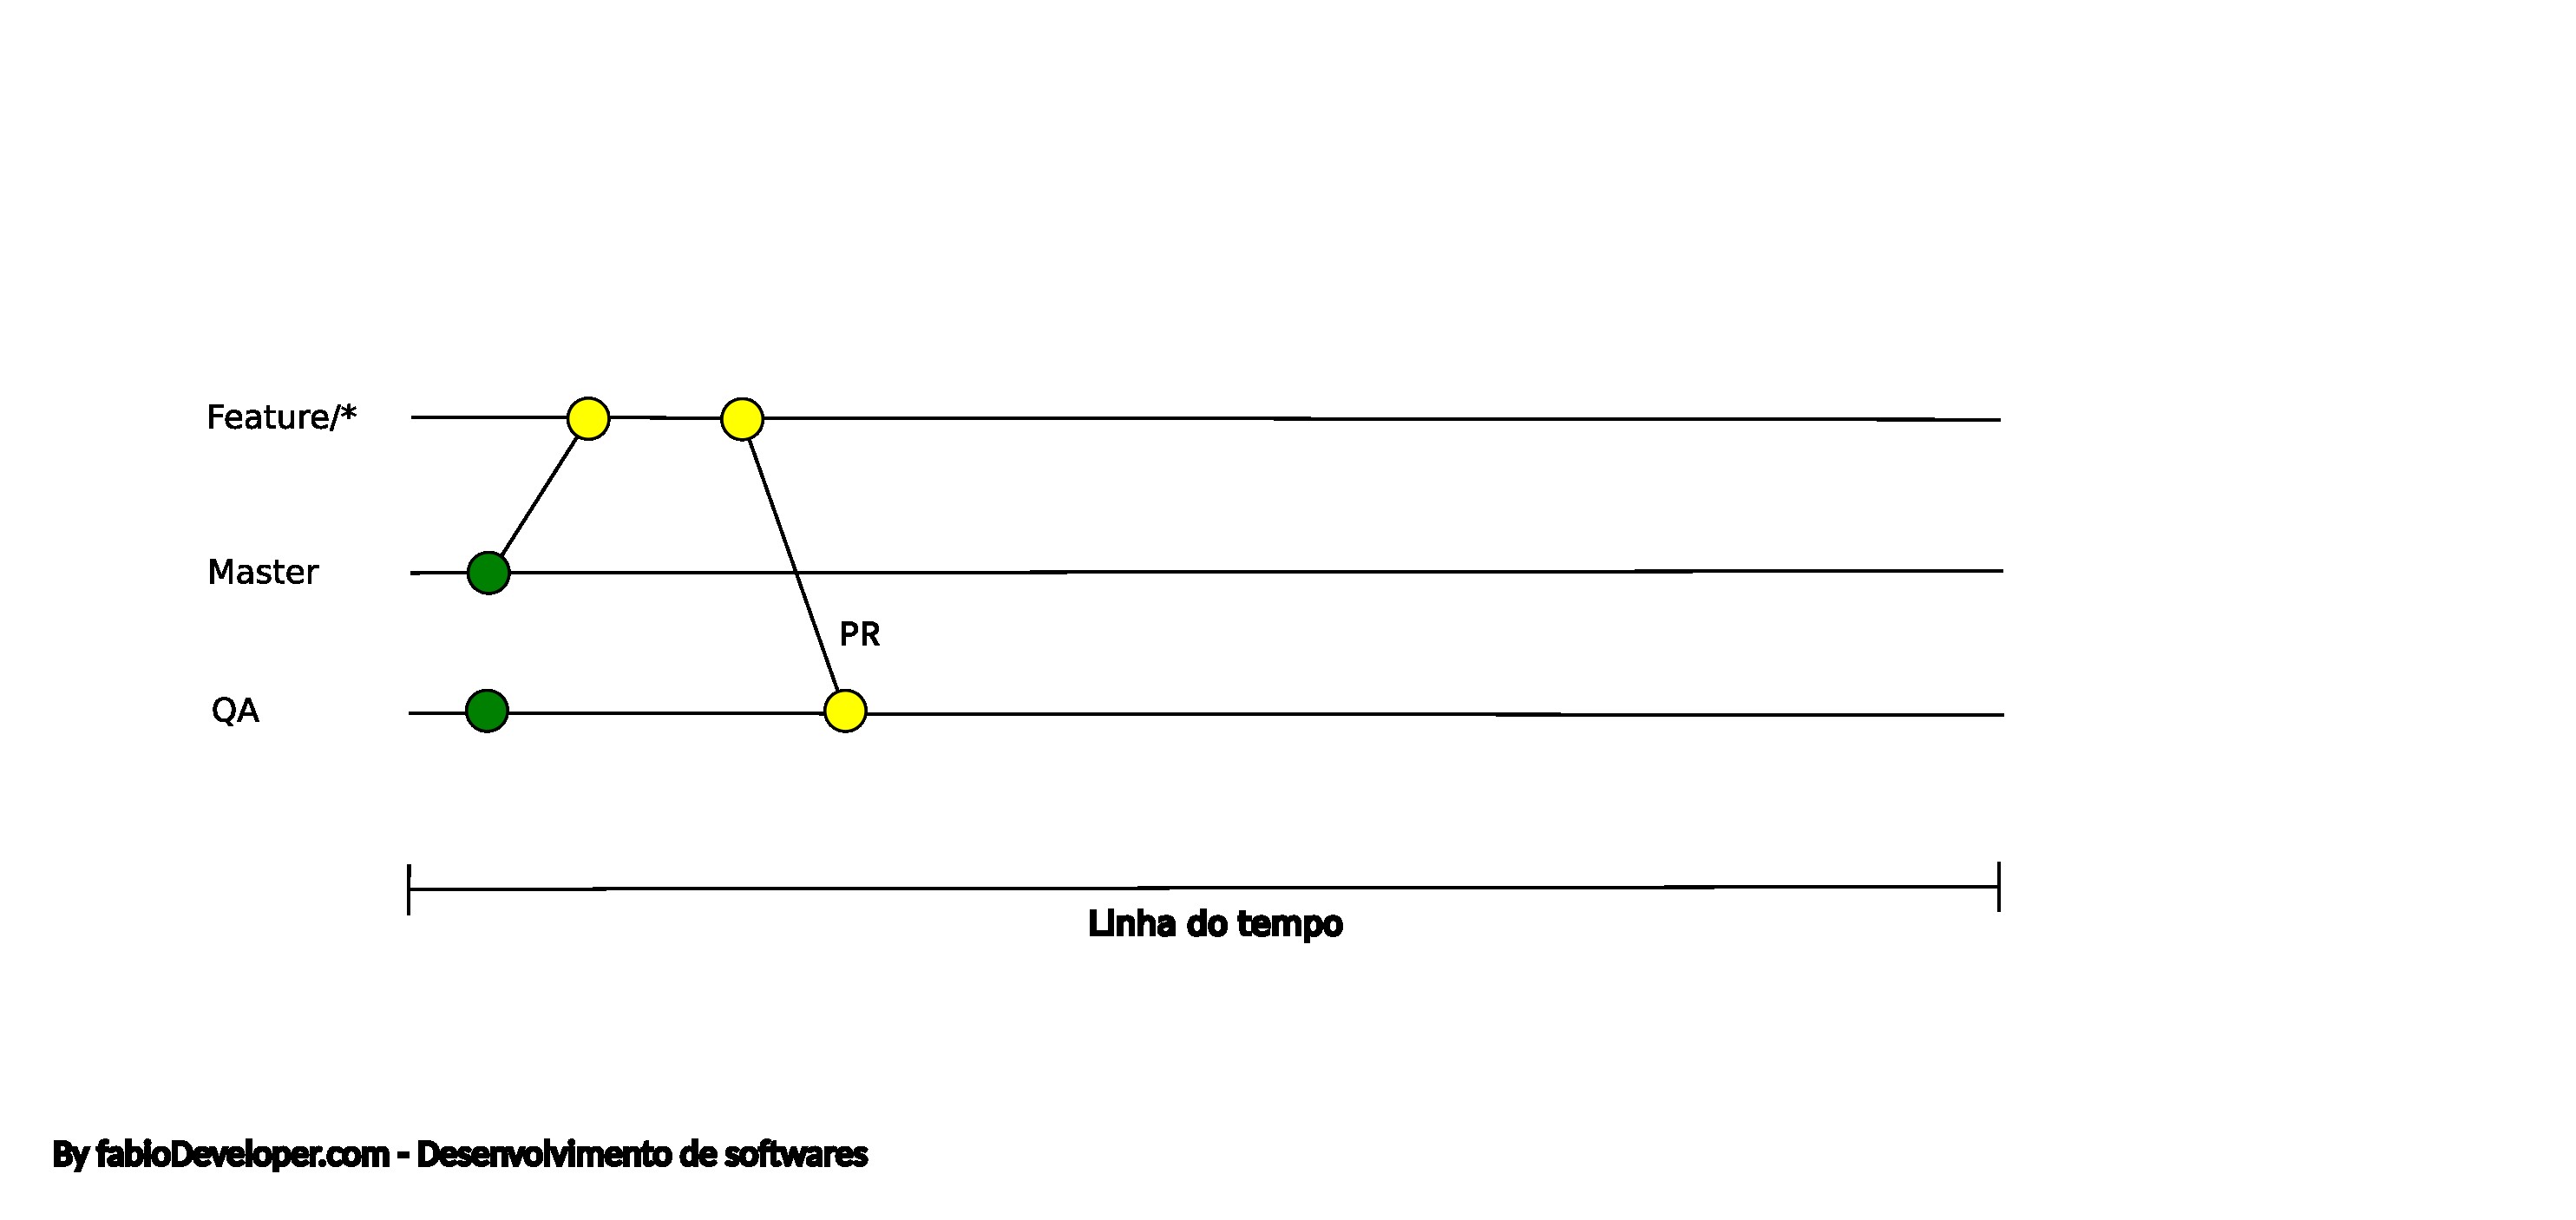 Feature/*
Master
PR
QA
Linha do tempo
By fabioDeveloper.com - Desenvolvimento de softwares